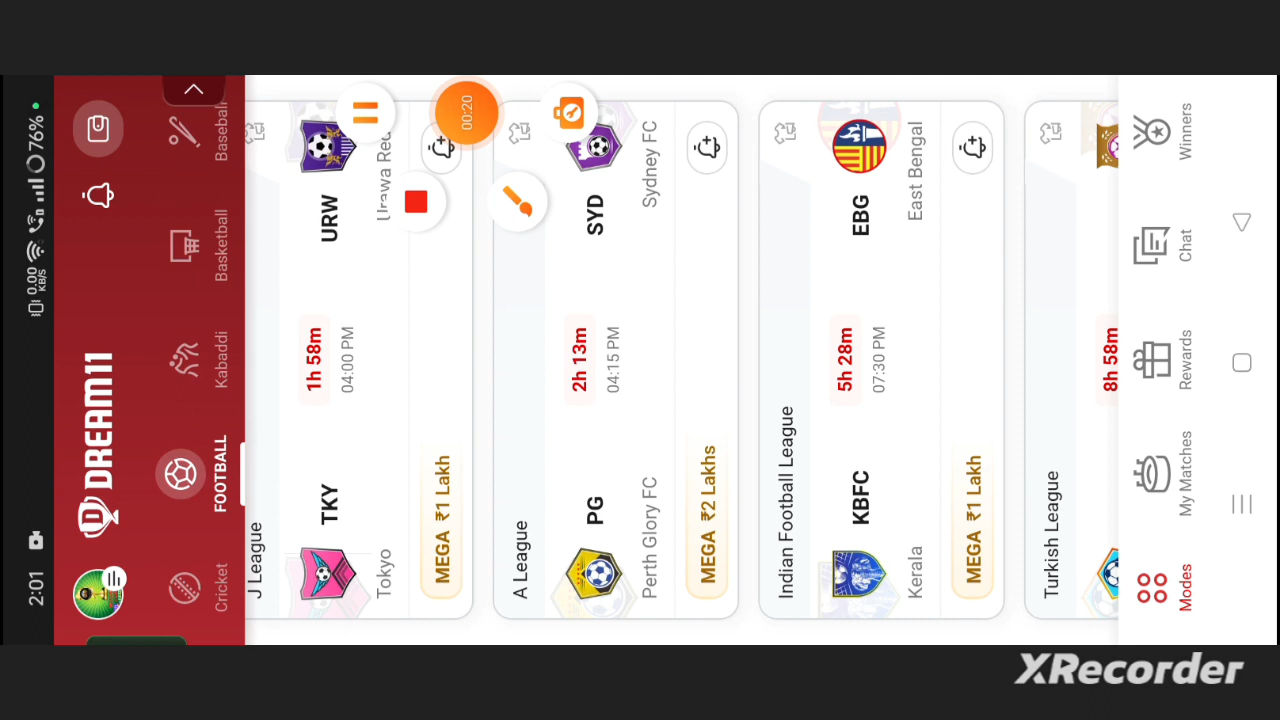 2:01
0.00 KB/S
76%
DREAM11
Cricket
FOOTBALL
Kabaddi
Basketball
Baseball
J League
TKY
1h 58m
URW
Tokyo
04:00 PM
MEGA ₹1 Lakh
00:20
A League
PG
2h 13m
SYD
Perth Glory FC
04:15 PM
Sydney FC
MEGA ₹2 Lakhs
Indian Football League
KBFC
5h 28m
EBG
Kerala
07:30 PM
East Bengal
MEGA ₹1 Lakh
Turkish League
8h 58m
Modes
My Matches
Rewards
Chat
Winners
XRecorder